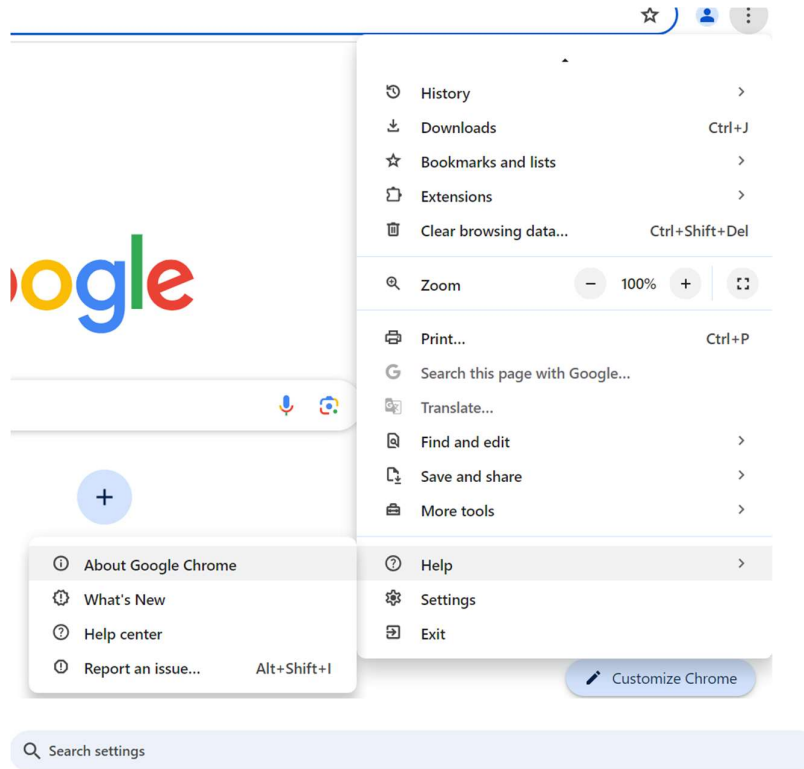 History
Downloads Ctrl+J
Bookmarks and lists
Extensions
Clear browsing data... Ctrl+Shift+Del
ogle
Zoom − 100% +
Print... Ctrl+P
G Search this page with Google...
Translate...
Find and edit
Save and share
More tools
Help
Settings
Exit
About Google Chrome
What's New
Help center
Report an issue... Alt+Shift+I
Customize Chrome
Search settings